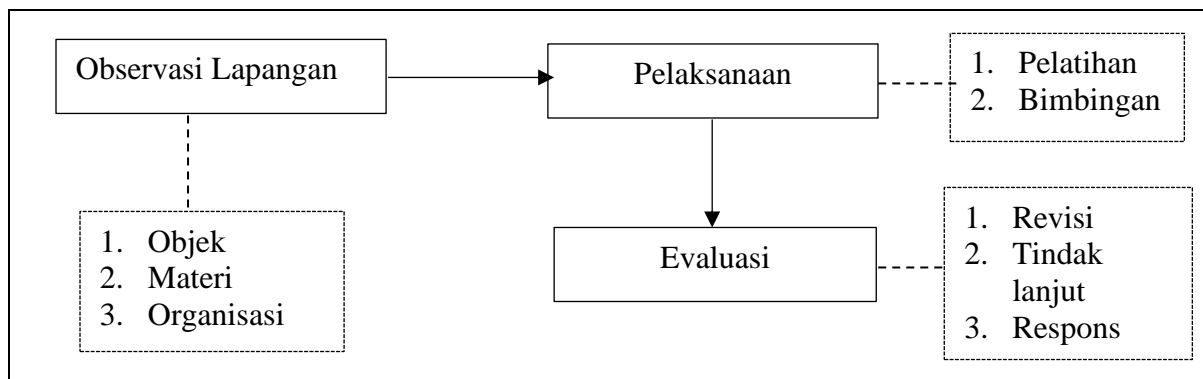 Observasi Lapangan
Pelaksanaan
1. Pelatihan
2. Bimbingan
1. Objek
2. Materi
3. Organisasi
Evaluasi
1. Revisi
2. Tindak
lanjut
3. Respons